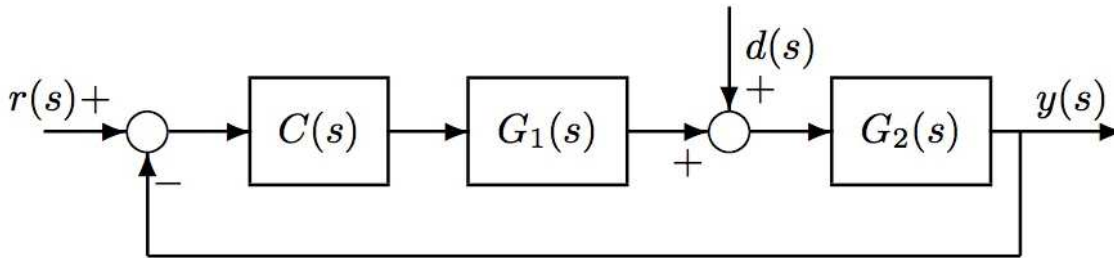 d(s)
+
r(s)+
C(s)
G₁(s)
+
G₂(s)
y(s)
−